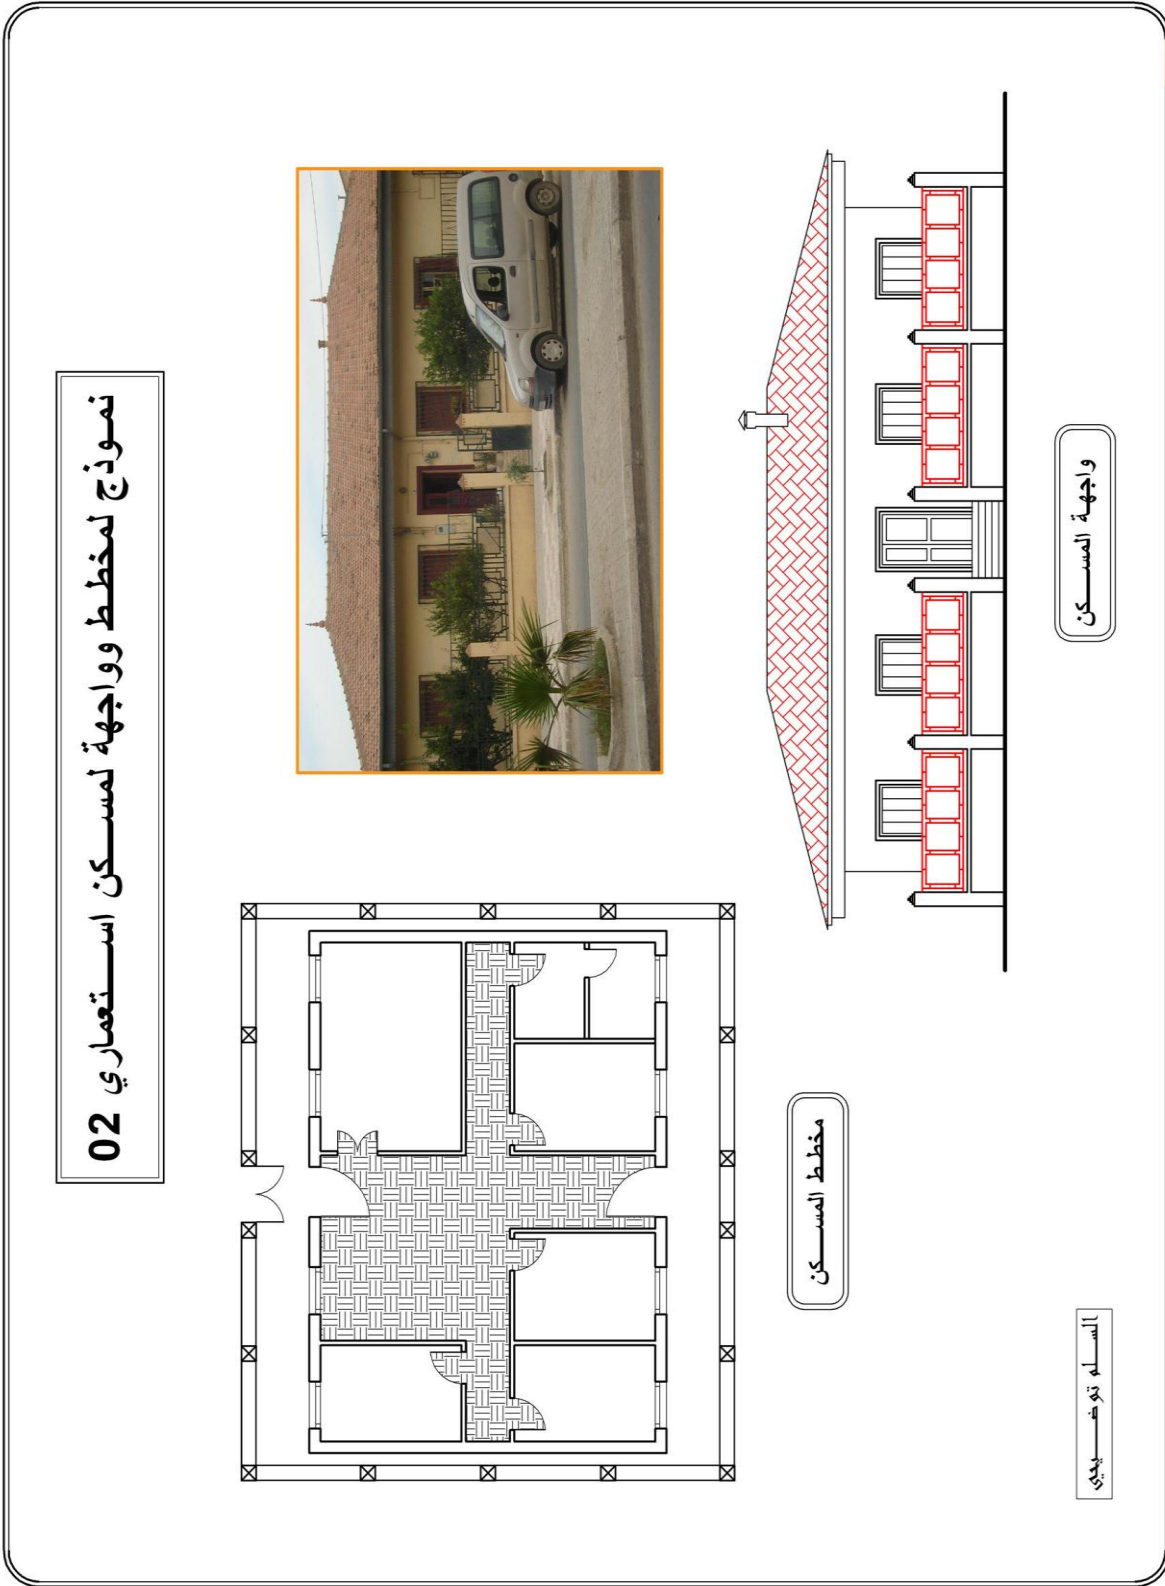 نموذج لمخطط وواجهة لمسكن استعماري 02
واجهة المسكن
مخطط المسكن
السلم توضيحي